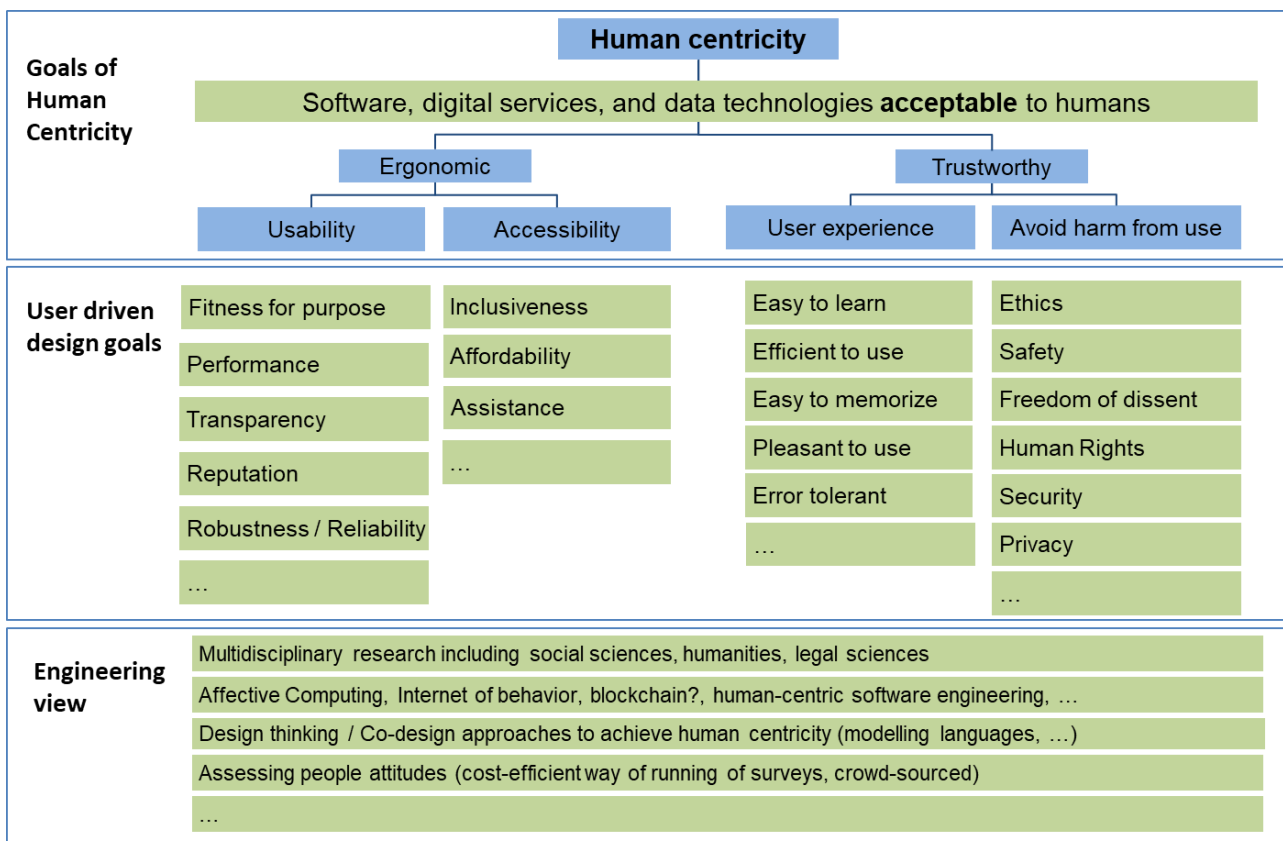 Goals of
Human
Centricity
Human centricity
Software, digital services, and data technologies acceptable to humans
Ergonomic
Trustworthy
Usability
Accessibility
User experience
Avoid harm from use
User driven
design goals
Fitness for purpose
Performance
Transparency
Reputation
Robustness / Reliability
…
Inclusiveness
Affordability
Assistance
…
Easy to learn
Efficient to use
Easy to memorize
Pleasant to use
Error tolerant
…
Ethics
Safety
Freedom of dissent
Human Rights
Security
Privacy
…
Engineering
view
Multidisciplinary research including social sciences, humanities, legal sciences
Affective Computing, Internet of behavior, blockchain?, human-centric software engineering, …
Design thinking / Co-design approaches to achieve human centricity (modelling languages, …)
Assessing people attitudes (cost-efficient way of running of surveys, crowd-sourced)
…